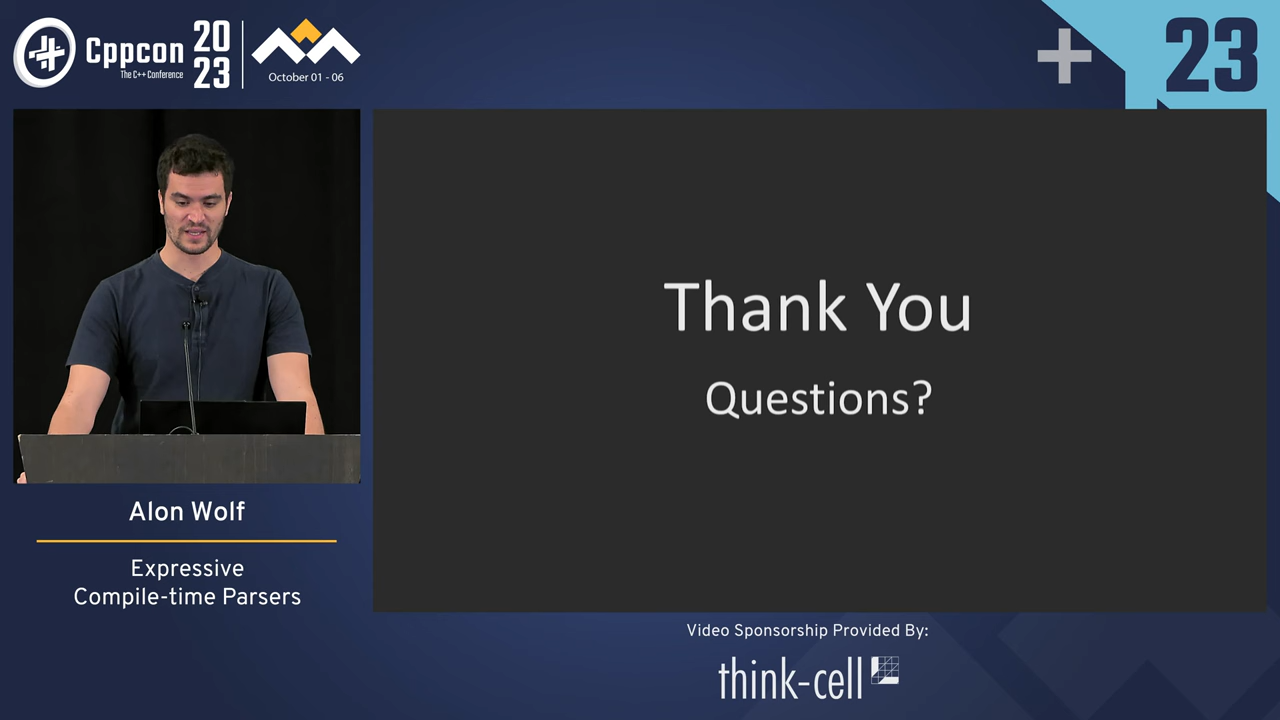 Cppcon
The C++ Conference
20
23
October 01 - 06
23
Thank You
Questions?
Alon Wolf
Expressive
Compile-time Parsers
Video Sponsorship Provided By:
think-cell